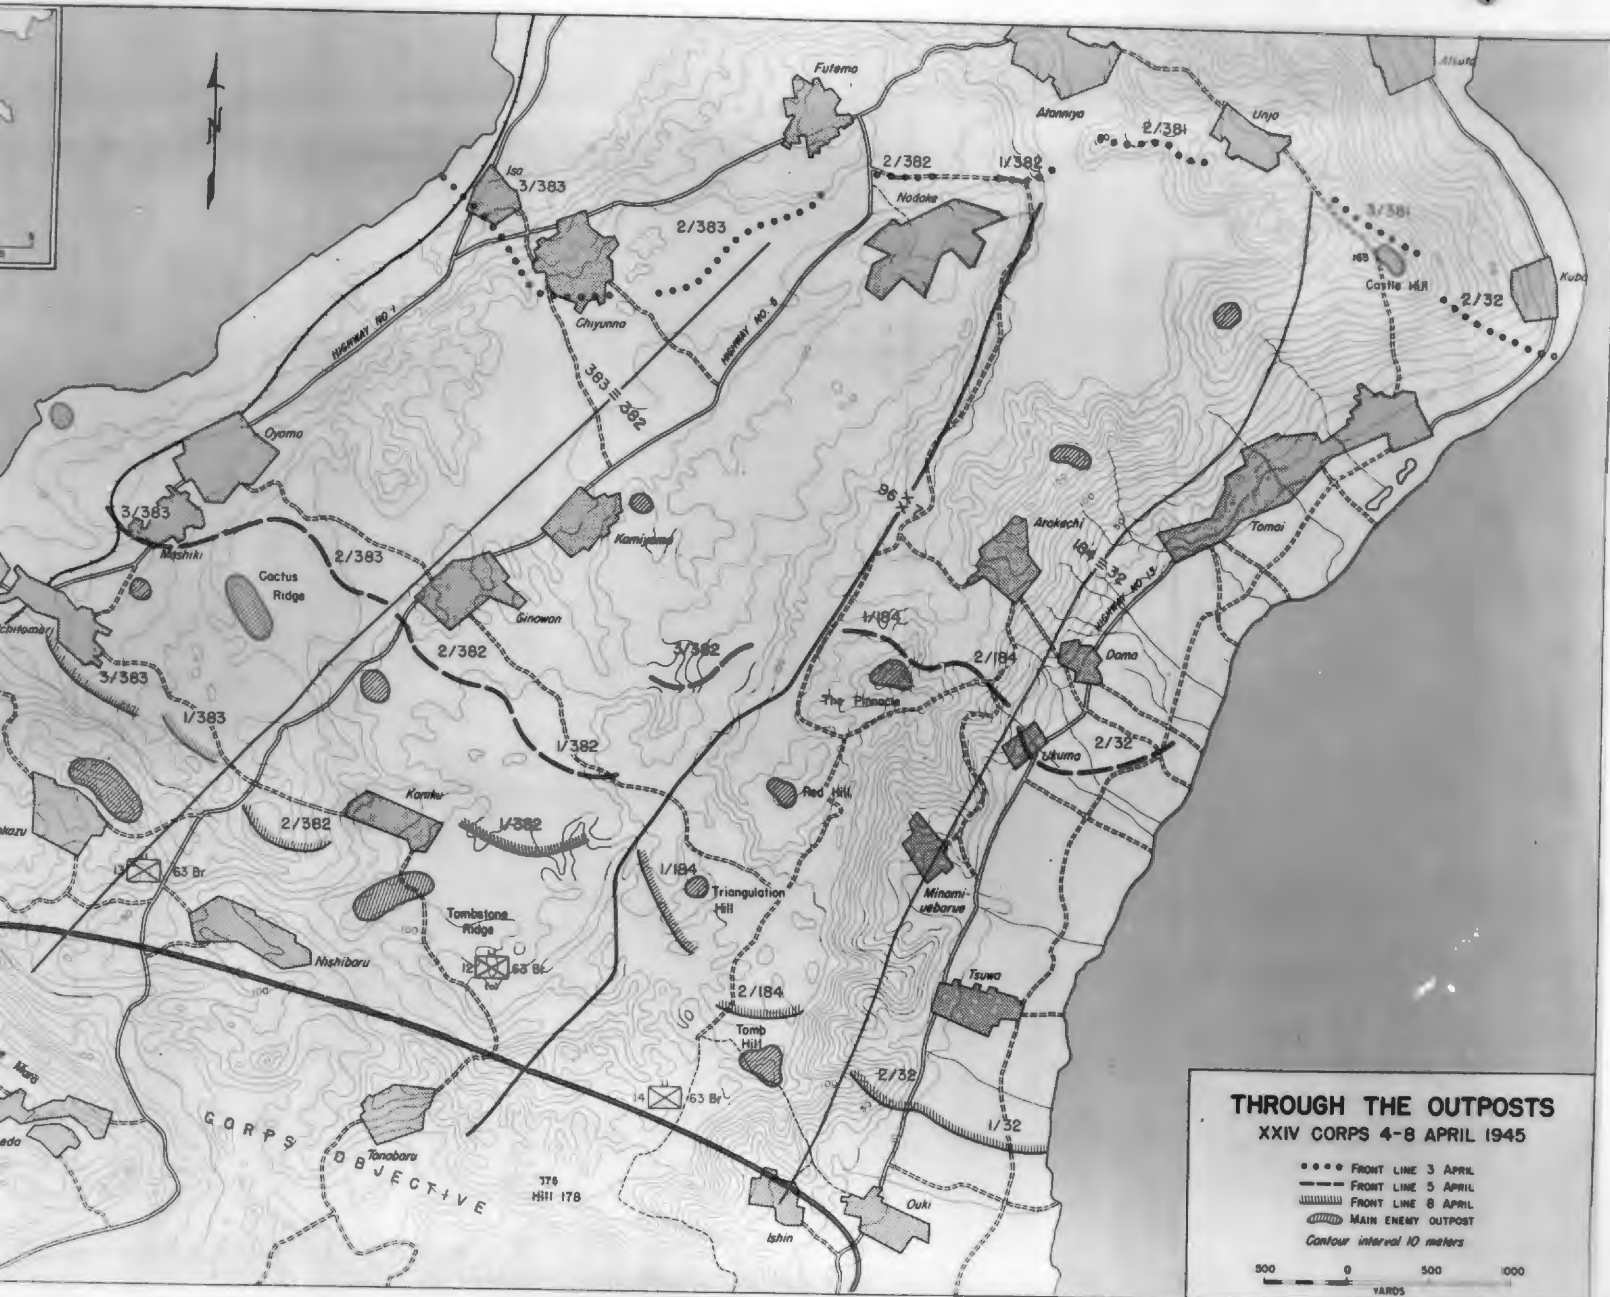 Futema
Atanniya
2/381
Unjo
Isa
3/383
2/382
1/382
Nodake
2/383
3/381
165
Castle Hill
Kuba
2/32
Chiyunna
HIGHWAY NO. 1
HIGHWAY NO. 5
383 III 382
Oyama
96 XX 7
3/383
Mashiki
2/383
Kamiyama
Arakachi
Tomai
184 III 32
HIGHWAY NO. 13
Cactus
Ridge
Ginowan
2/382
3/382
1/184
2/184
Dama
3/383
1/383
The Pinnacle
Ukuma
2/32
1/382
Red Hill
Kaniku
2/382
1/382
13 63 Br
1/184
Triangulation
Hill
Minami-
uebarue
Tombstone
Ridge
Nishibaru
12 63 Br
Tsuwa
2/184
Tomb
Hill
14 63 Br
2/32
1/32
CORPS OBJECTIVE
Tanabaru
178
Hill 178
Ishin
Ouki
THROUGH THE OUTPOSTS
XXIV CORPS 4-8 APRIL 1945
FRONT LINE 3 APRIL
FRONT LINE 5 APRIL
FRONT LINE 8 APRIL
MAIN ENEMY OUTPOST
Contour interval 10 meters
500 0 500 1000
YARDS